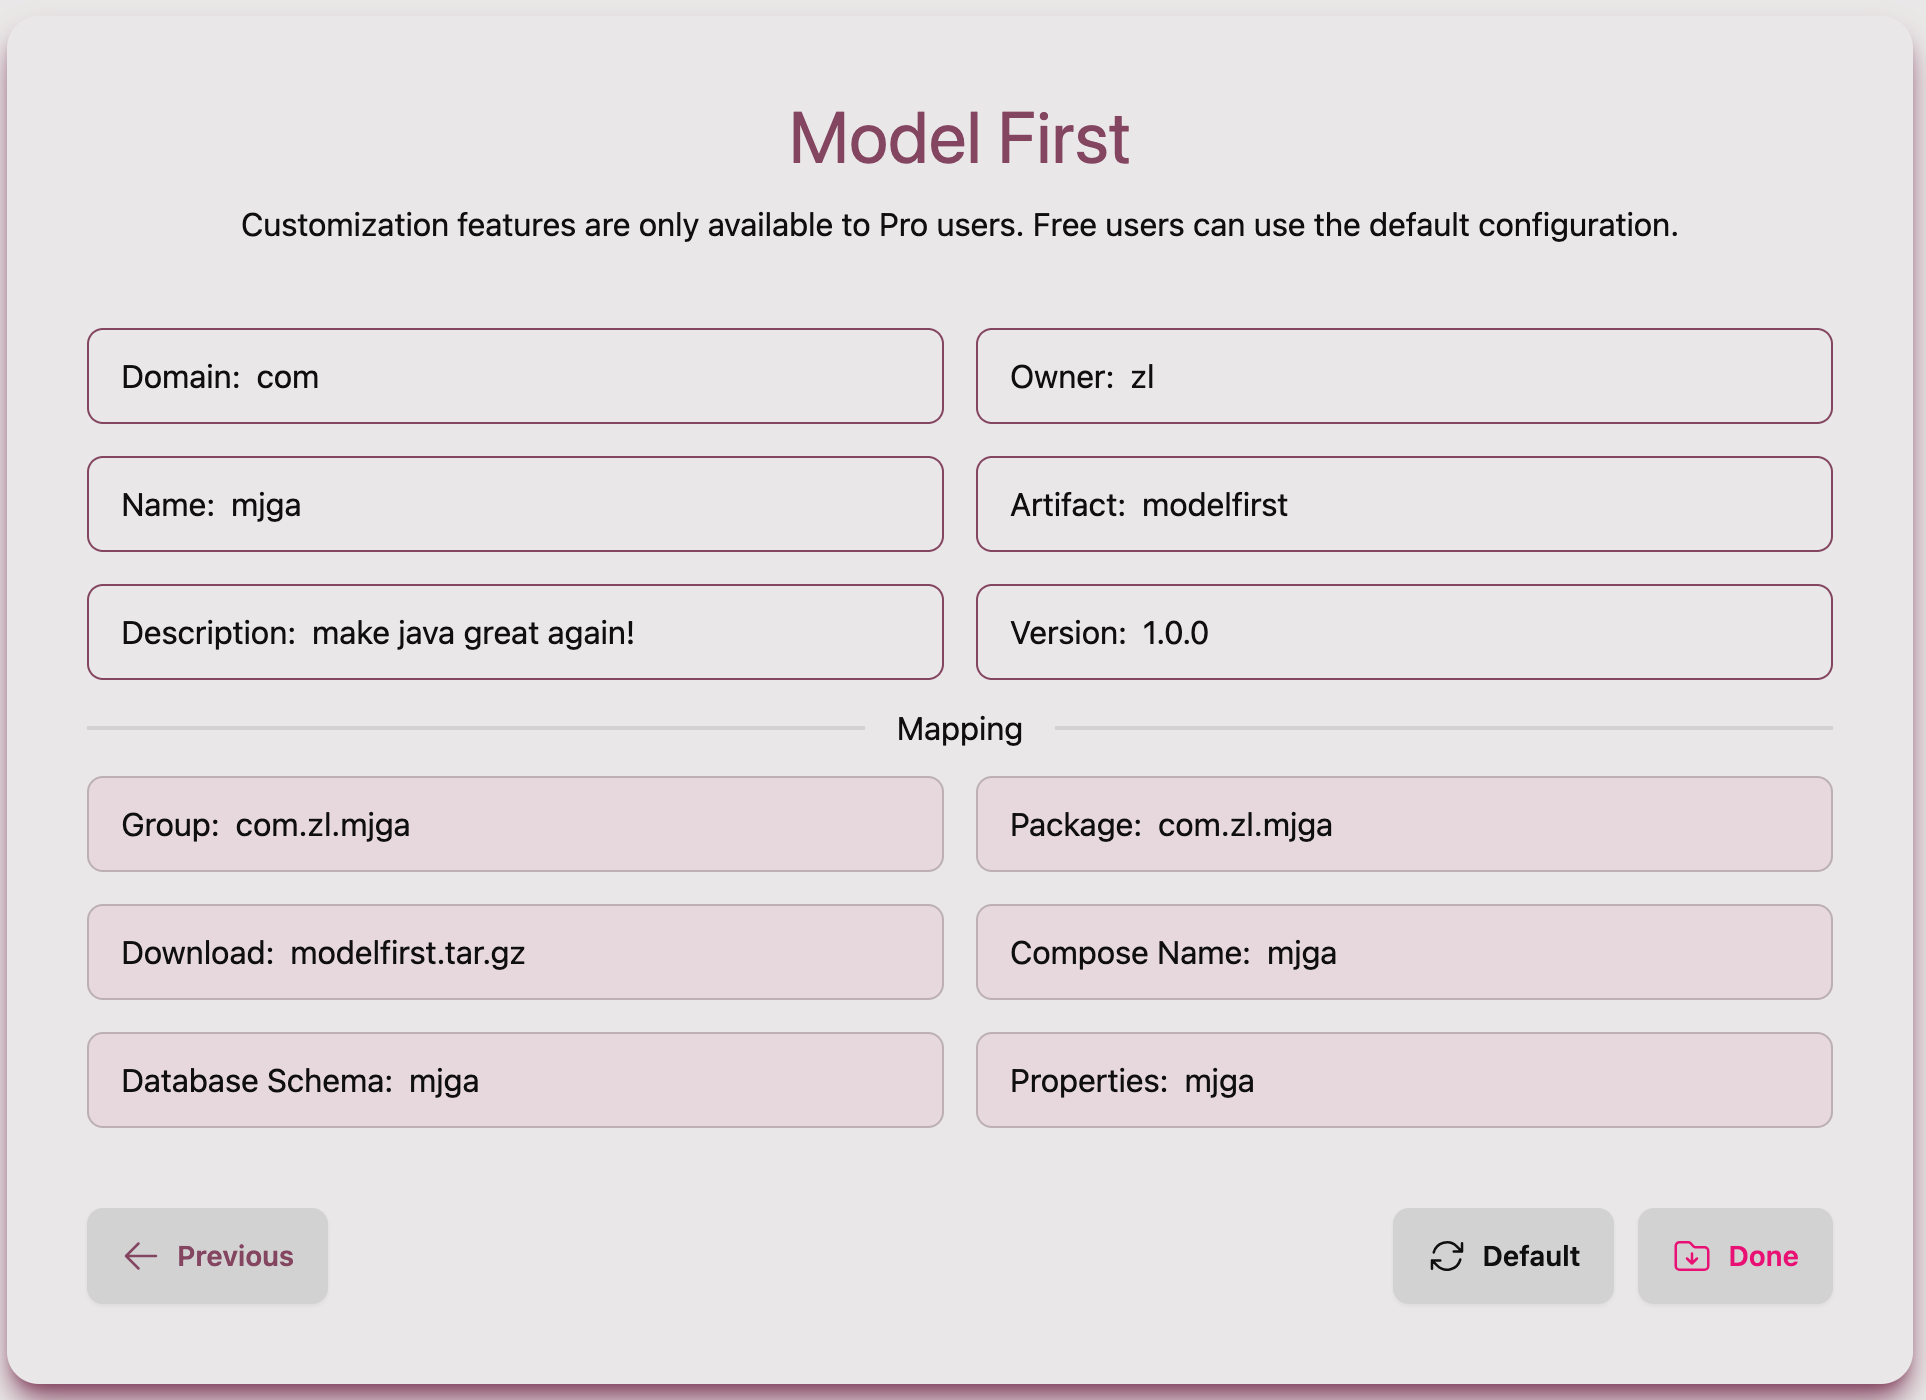 Model First
Customization features are only available to Pro users. Free users can use the default configuration.
Domain: com
Owner: zl
Name: mjga
Artifact: modelfirst
Description: make java great again!
Version: 1.0.0
Mapping
Group: com.zl.mjga
Package: com.zl.mjga
Download: modelfirst.tar.gz
Compose Name: mjga
Database Schema: mjga
Properties: mjga
Previous
Default
Done